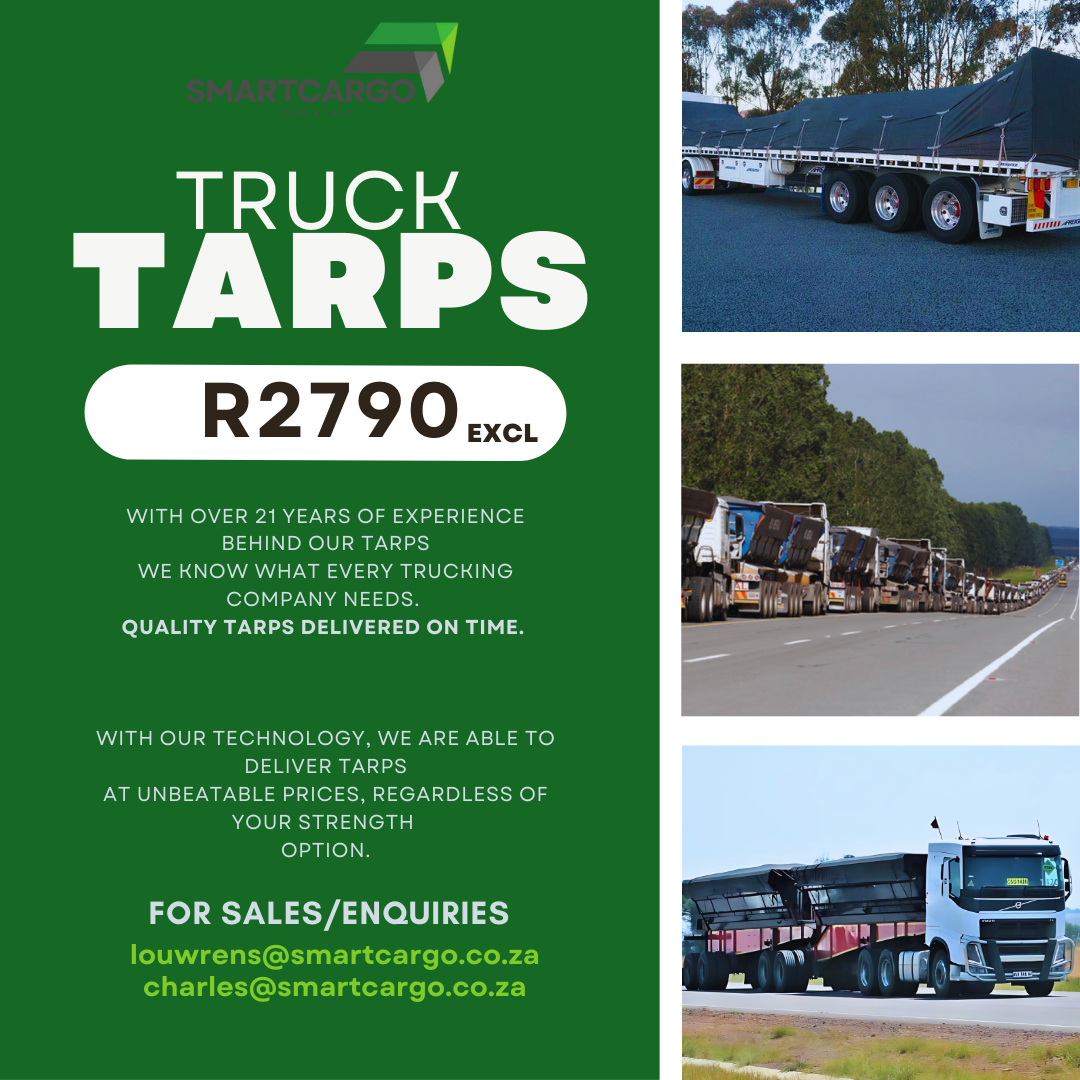 SMARTCARGO
TRUCK
TARPS
R2790 EXCL
WITH OVER 21 YEARS OF EXPERIENCE
BEHIND OUR TARPS
WE KNOW WHAT EVERY TRUCKING
COMPANY NEEDS.
QUALITY TARPS DELIVERED ON TIME.
WITH OUR TECHNOLOGY, WE ARE ABLE TO
DELIVER TARPS
AT UNBEATABLE PRICES, REGARDLESS OF
YOUR STRENGTH
OPTION.
FOR SALES/ENQUIRIES
louwrens@smartcargo.co.za
charles@smartcargo.co.za